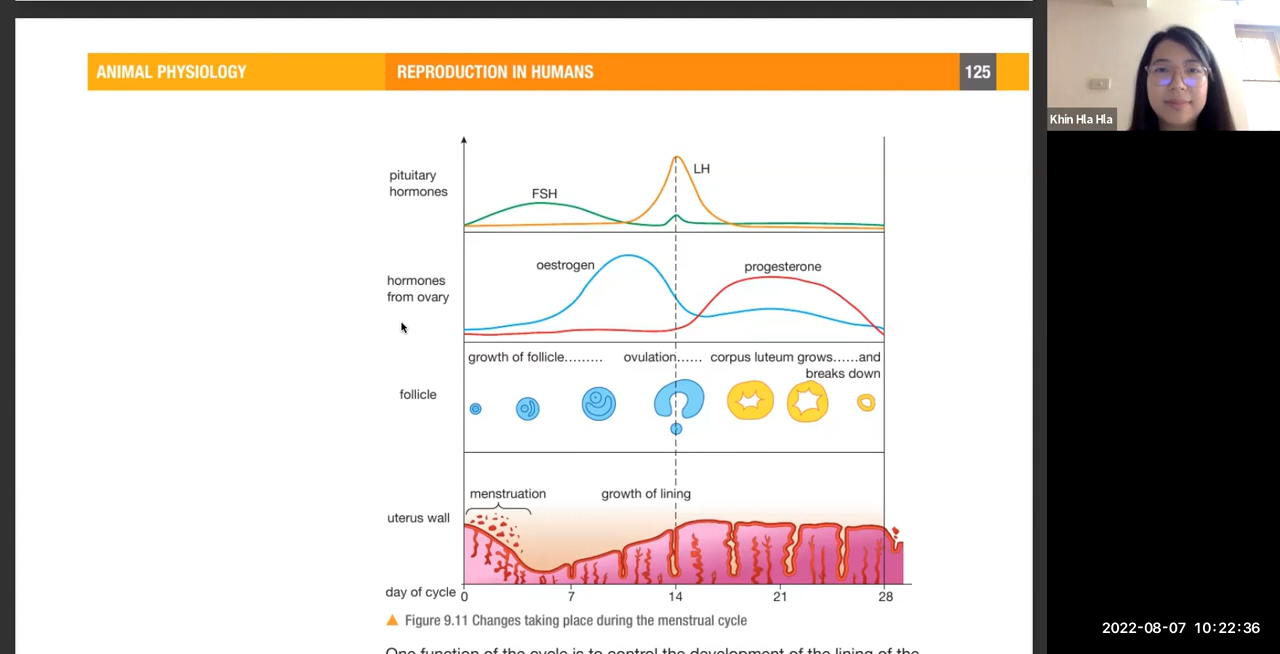 ANIMAL PHYSIOLOGY
REPRODUCTION IN HUMANS
125
Khin Hla Hla
pituitary
hormones
FSH
LH
hormones
from ovary
oestrogen
progesterone
follicle
growth of follicle.........
ovulation......
corpus luteum grows......and
breaks down
uterus wall
menstruation
growth of lining
day of cycle
0
7
14
21
28
Figure 9.11 Changes taking place during the menstrual cycle
One function of the cycle is to control the development of the lining of the
2022-08-07 10:22:36